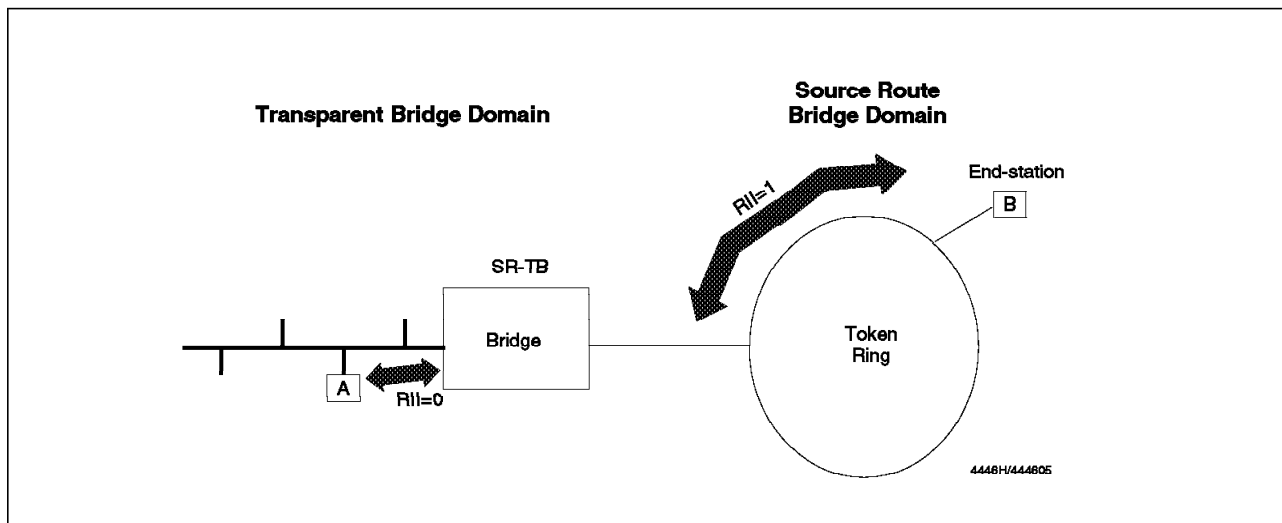 Transparent Bridge Domain
Source Route
Bridge Domain
End-station
B
RII=1
SR-TB
Bridge
Token
Ring
A
RII=0
4446H/444605